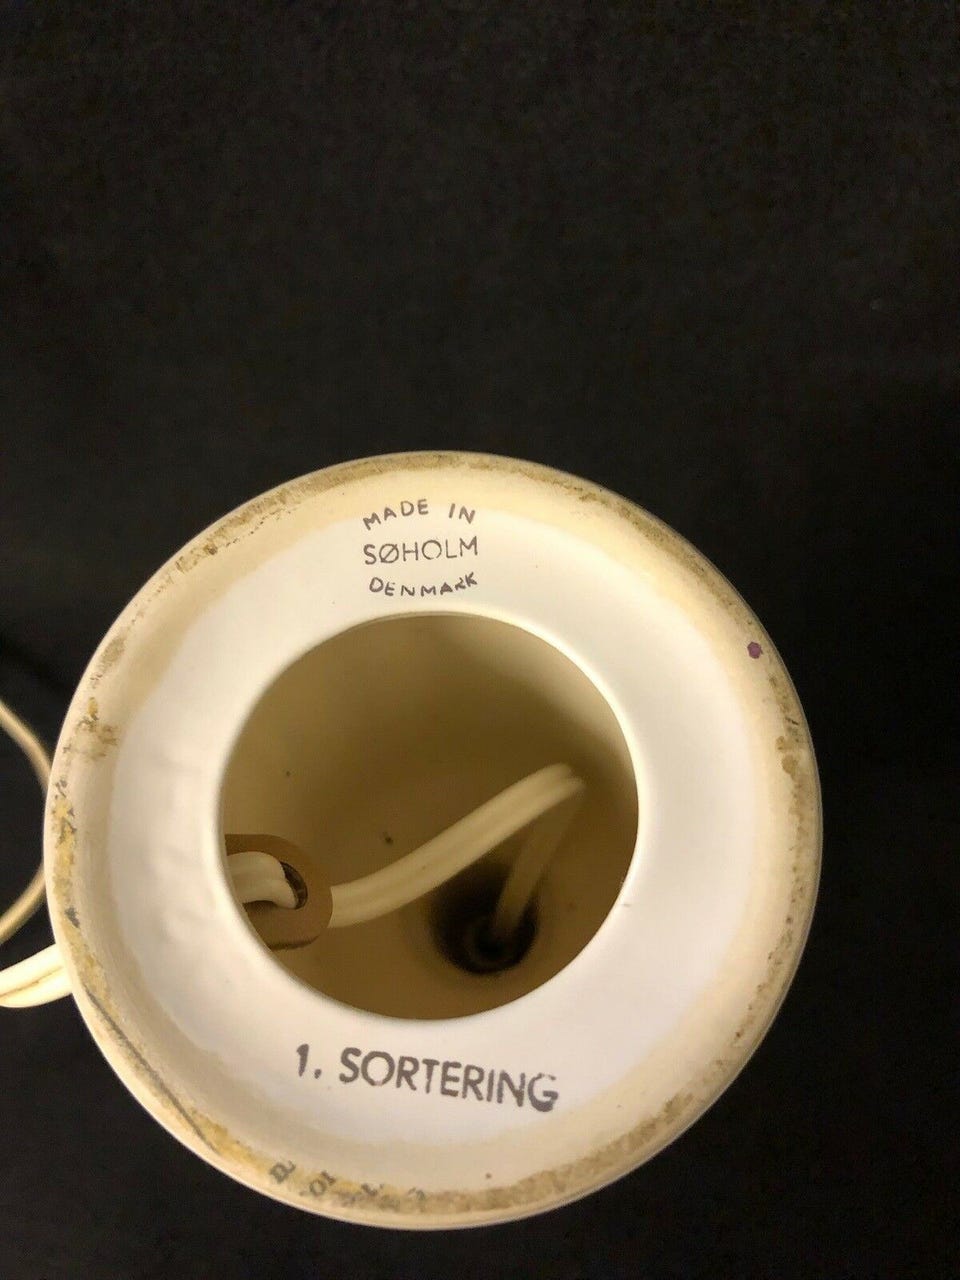 MADE IN
SØHOLM
DENMARK
1. SORTERING